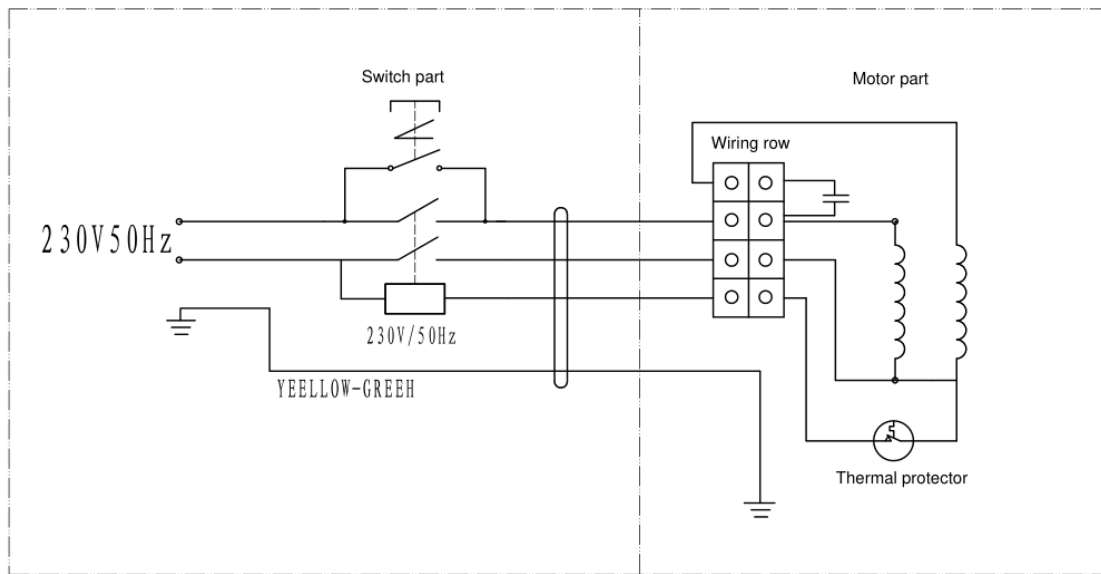 Switch part
Motor part
Wiring row
230V50Hz
230V/50Hz
YEELLOW-GREEH
Thermal protector